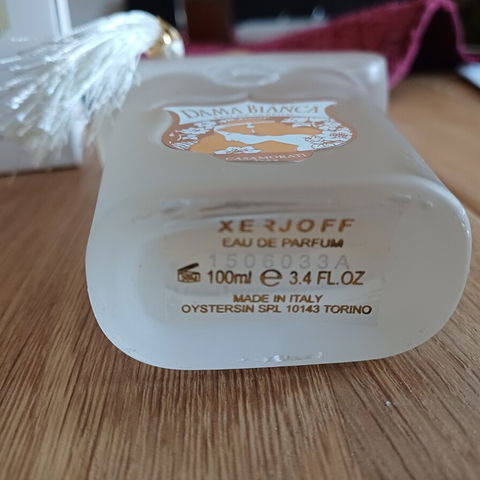 DAMA BIANCA
CASAMORATI
XERJOFF
EAU DE PARFUM
1506033A
100ml e 3.4 FL.OZ
MADE IN ITALY
OYSTERSIN SRL 10143 TORINO